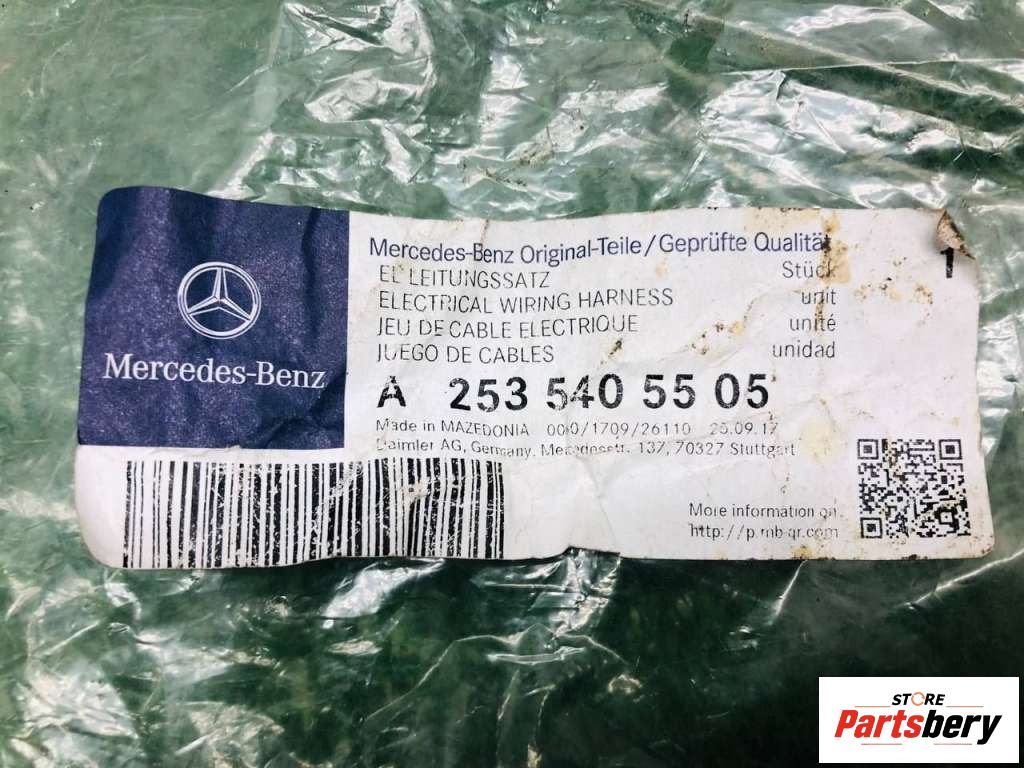 Mercedes-Benz
Mercedes-Benz Original-Teile/Geprüfte Qualität
EL LEITUNGSSATZ Stück 1
ELECTRICAL WIRING HARNESS unit
JEU DE CABLE ELECTRIQUE unité
JUEGO DE CABLES unidad
A 253 540 55 05
Made in MAZEDONIA 000/1709/26110 25.09.17
Daimler AG, Germany, Mercedesstr. 137, 70327 Stuttgart
More information on
http://p.mb-qr.com
STORE
Partsbery